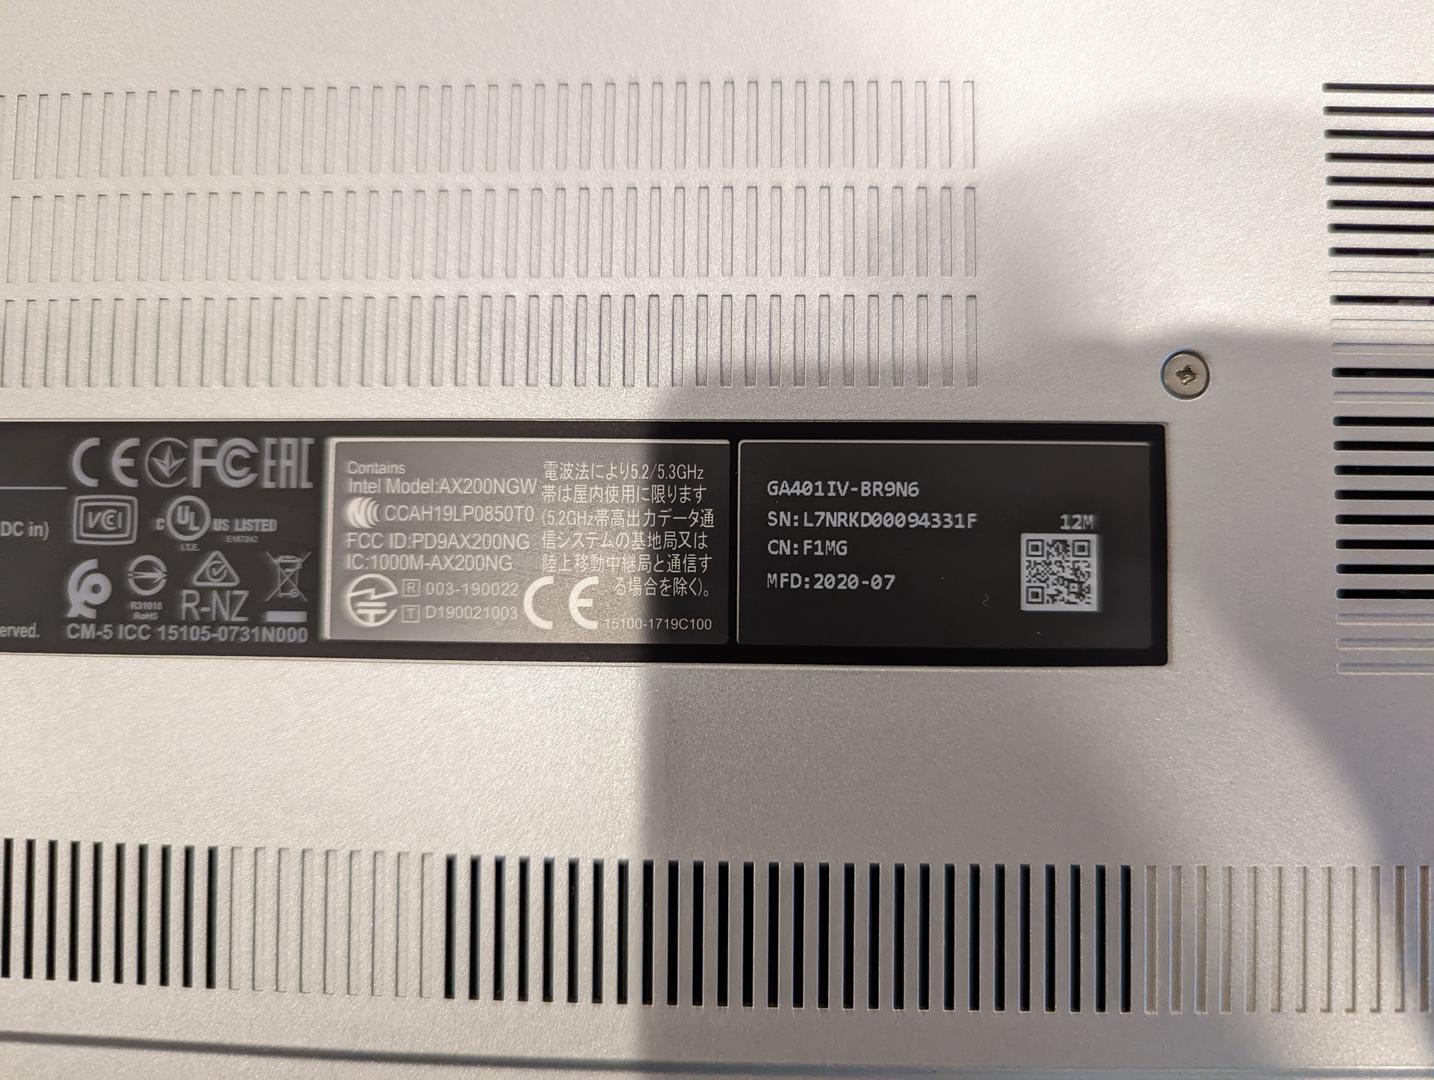 DC in)
erved.
CE FC EAC
VCI
c UL US LISTED
I.T.E. E167242
R31016
RoHS
R-NZ
CM-5 ICC 15105-0731N000
Contains
Intel Model:AX200NGW
CCAH19LP0850T0
FCC ID:PD9AX200NG
IC:1000M-AX200NG
R 003-190022
T D190021003
CE
電波法により5.2/5.3GHz
帯は屋内使用に限ります
(5.2GHz帯高出力データ通
信システムの基地局又は
陸上移動中継局と通信す
る場合を除く)。
15100-1719C100
GA401IV-BR9N6
SN:L7NRKD00094331F
12M
CN:F1MG
MFD:2020-07